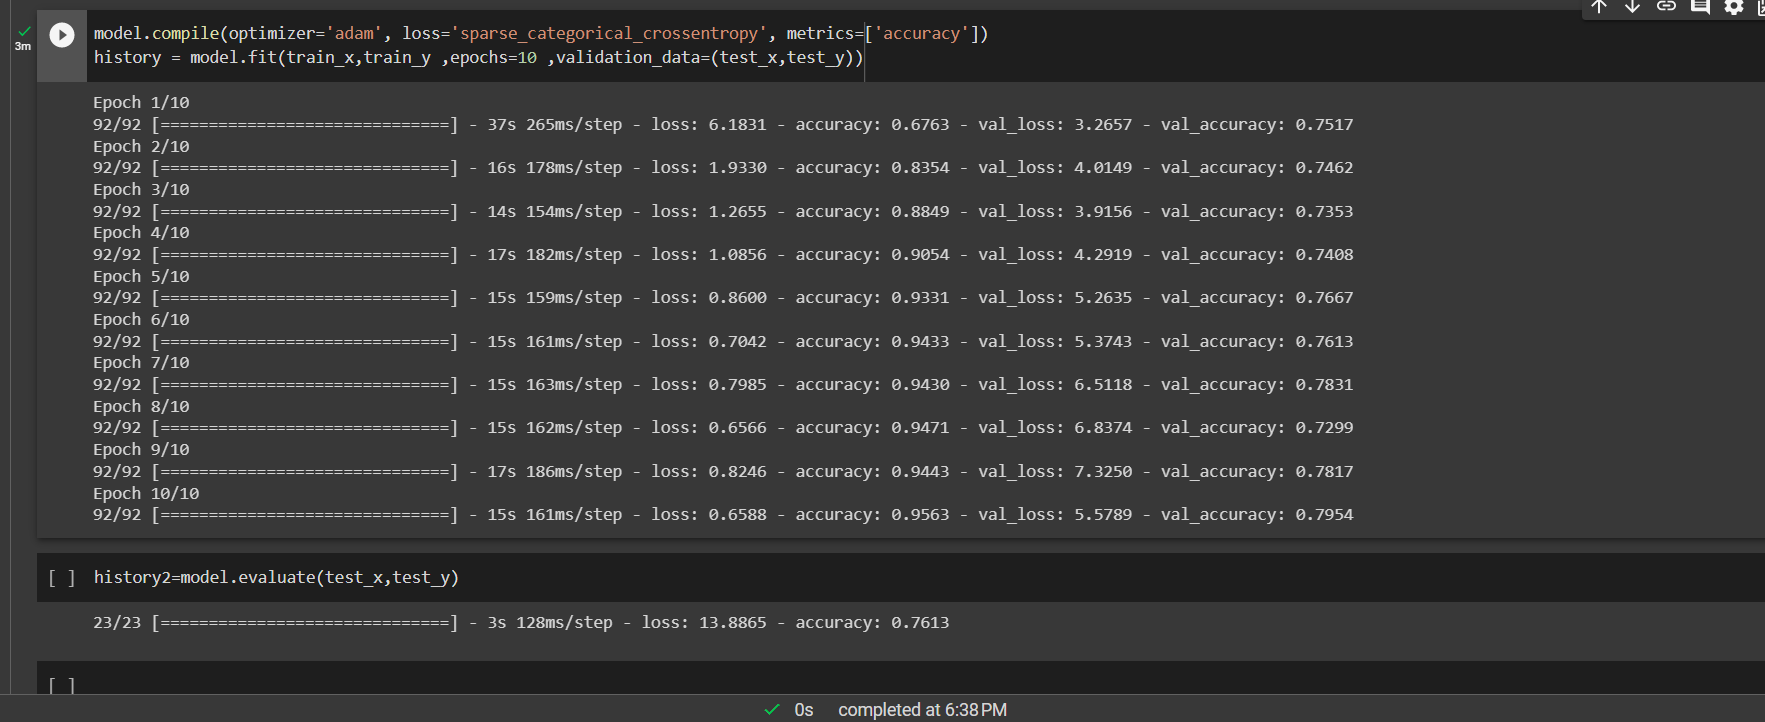 3m
model.compile(optimizer='adam', loss='sparse_categorical_crossentropy', metrics=['accuracy'])
history = model.fit(train_x,train_y ,epochs=10 ,validation_data=(test_x,test_y))
Epoch 1/10
92/92 [==============================] - 37s 265ms/step - loss: 6.1831 - accuracy: 0.6763 - val_loss: 3.2657 - val_accuracy: 0.7517
Epoch 2/10
92/92 [==============================] - 16s 178ms/step - loss: 1.9330 - accuracy: 0.8354 - val_loss: 4.0149 - val_accuracy: 0.7462
Epoch 3/10
92/92 [==============================] - 14s 154ms/step - loss: 1.2655 - accuracy: 0.8849 - val_loss: 3.9156 - val_accuracy: 0.7353
Epoch 4/10
92/92 [==============================] - 17s 182ms/step - loss: 1.0856 - accuracy: 0.9054 - val_loss: 4.2919 - val_accuracy: 0.7408
Epoch 5/10
92/92 [==============================] - 15s 159ms/step - loss: 0.8600 - accuracy: 0.9331 - val_loss: 5.2635 - val_accuracy: 0.7667
Epoch 6/10
92/92 [==============================] - 15s 161ms/step - loss: 0.7042 - accuracy: 0.9433 - val_loss: 5.3743 - val_accuracy: 0.7613
Epoch 7/10
92/92 [==============================] - 15s 163ms/step - loss: 0.7985 - accuracy: 0.9430 - val_loss: 6.5118 - val_accuracy: 0.7831
Epoch 8/10
92/92 [==============================] - 15s 162ms/step - loss: 0.6566 - accuracy: 0.9471 - val_loss: 6.8374 - val_accuracy: 0.7299
Epoch 9/10
92/92 [==============================] - 17s 186ms/step - loss: 0.8246 - accuracy: 0.9443 - val_loss: 7.3250 - val_accuracy: 0.7817
Epoch 10/10
92/92 [==============================] - 15s 161ms/step - loss: 0.6588 - accuracy: 0.9563 - val_loss: 5.5789 - val_accuracy: 0.7954
[ ] history2=model.evaluate(test_x,test_y)
23/23 [==============================] - 3s 128ms/step - loss: 13.8865 - accuracy: 0.7613
[ ]
0s completed at 6:38 PM